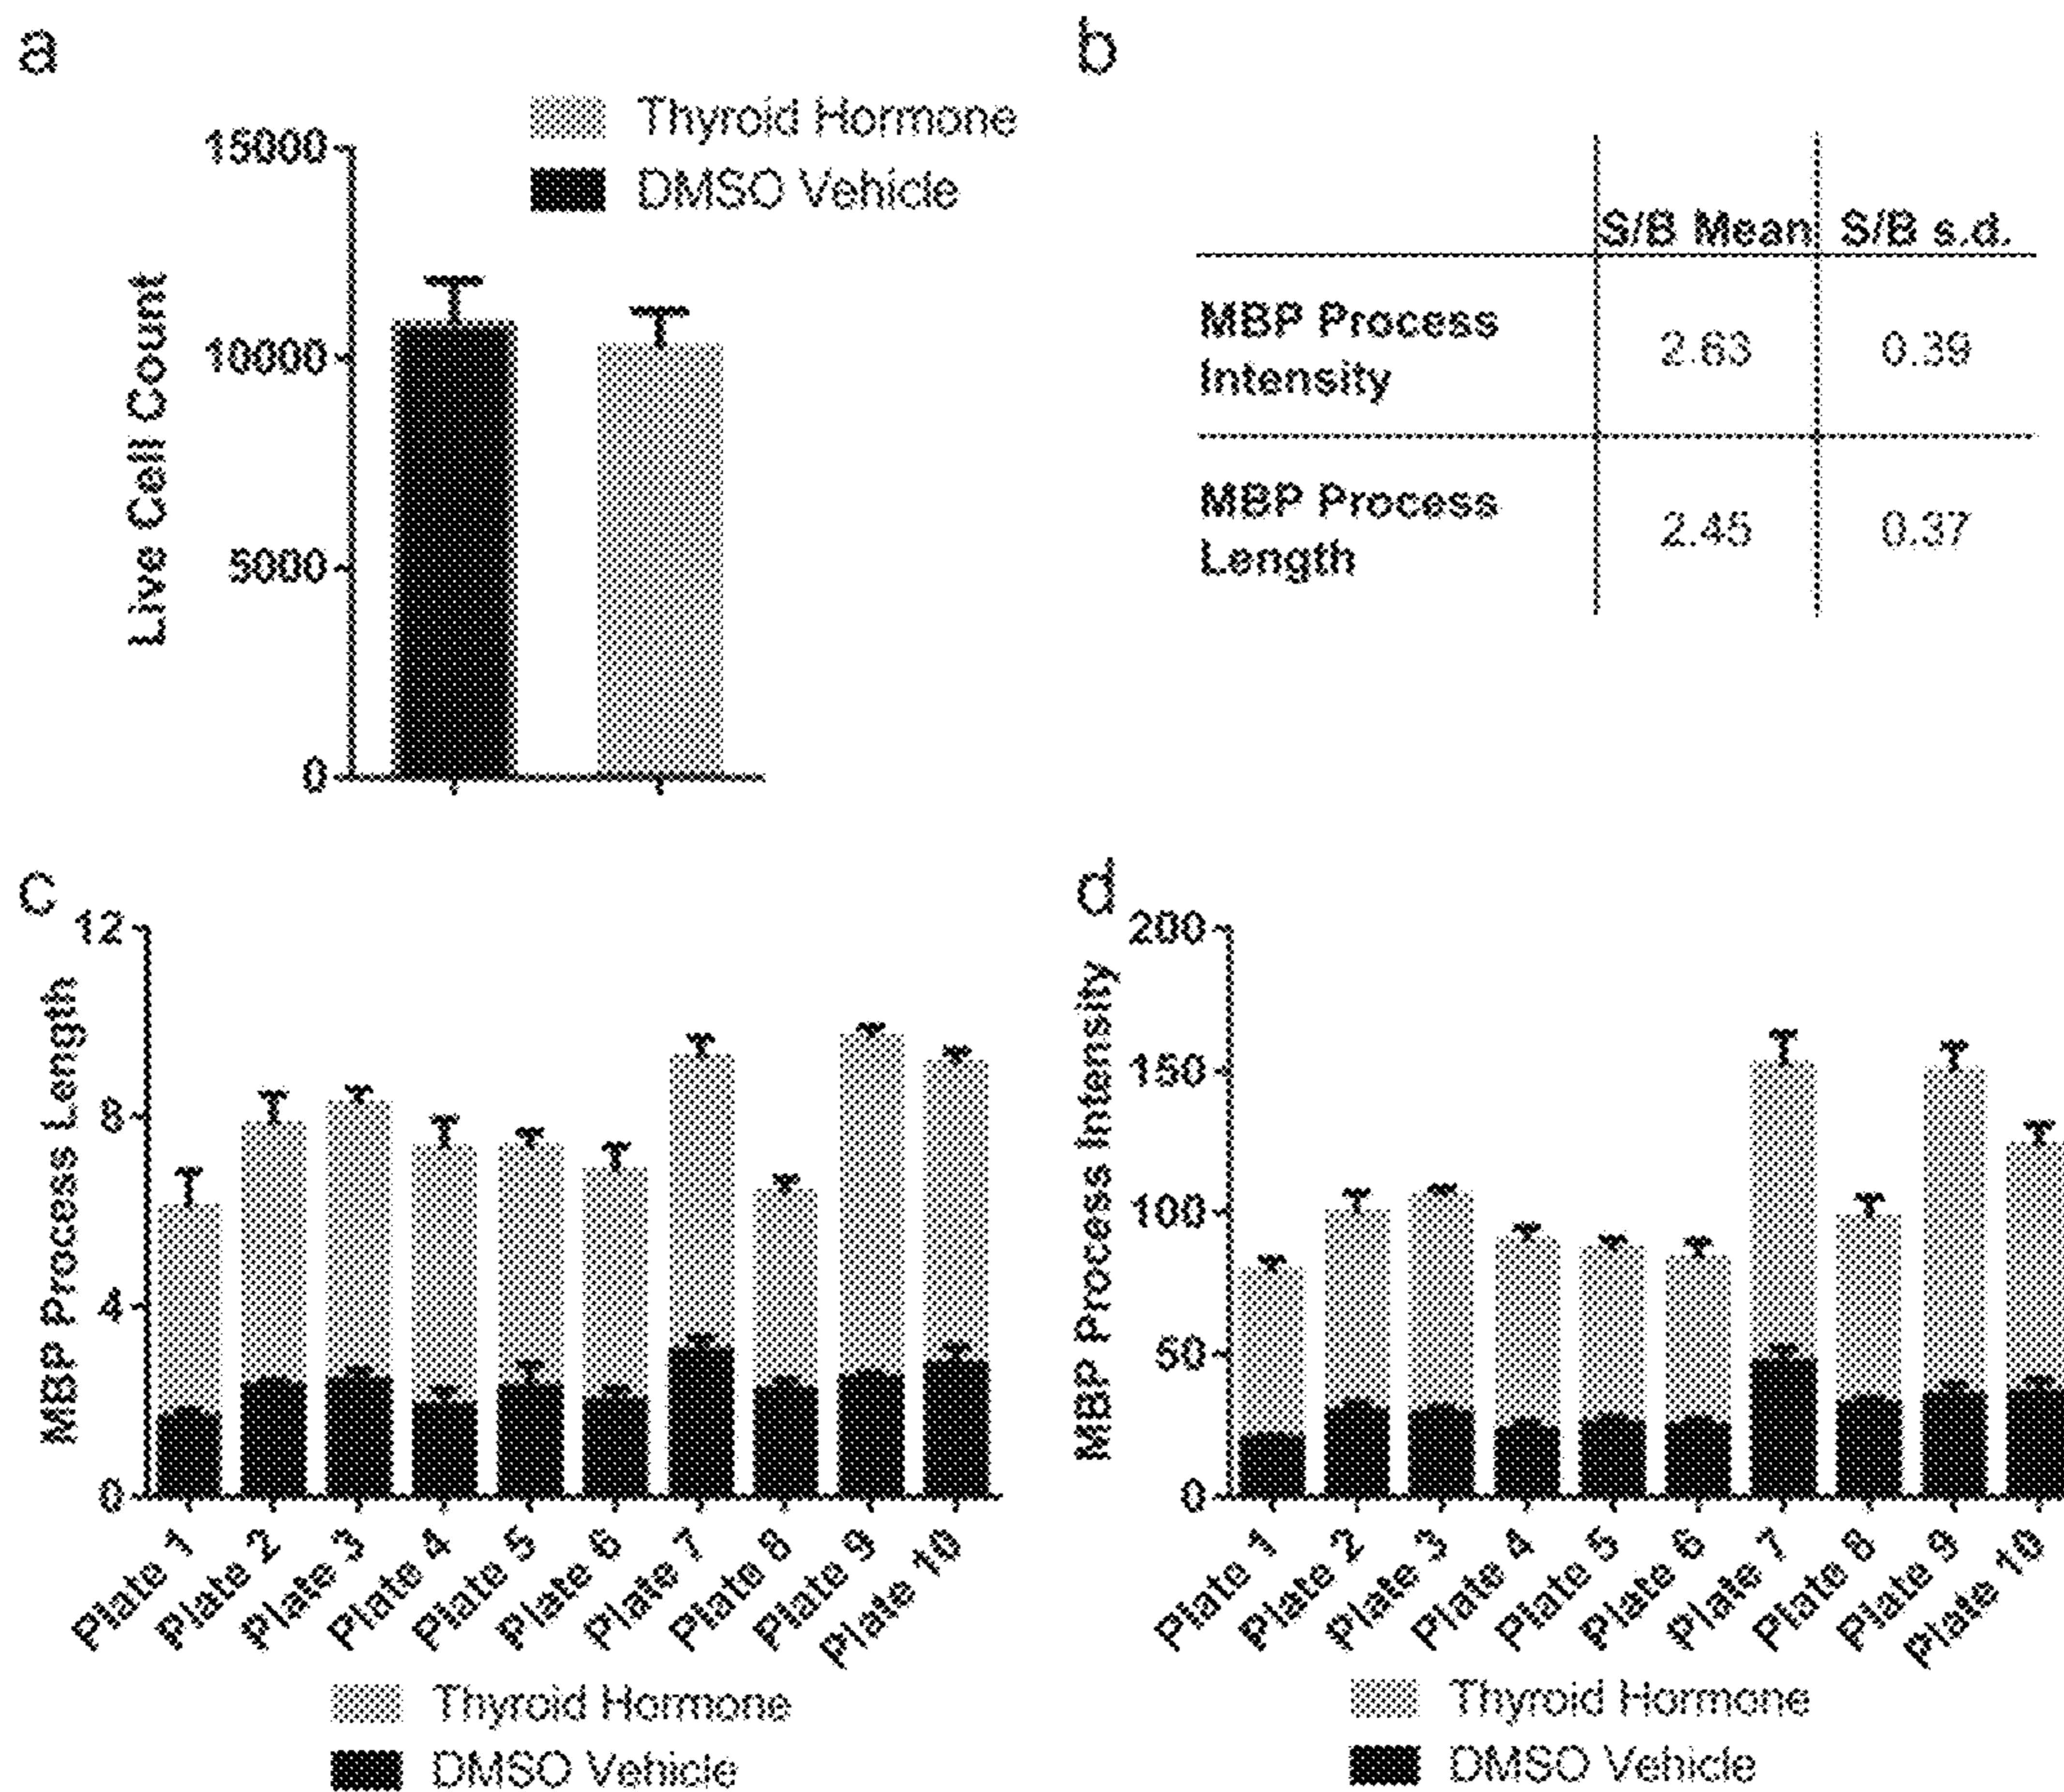 a
Thyroid Hormone
DMSO Vehicle
Live Cell Count
15000
10000
5000
0
b
S/B Mean S/B s.d.
MBP Process
Intensity
2.63 0.39
MBP Process
Length
2.45 0.37
c
MBP Process Length
12
8
4
0
Plate 1
Plate 2
Plate 3
Plate 4
Plate 5
Plate 6
Plate 7
Plate 8
Plate 9
Plate 10
Thyroid Hormone
DMSO Vehicle
d
MBP Process Intensity
200
150
100
50
0
Plate 1
Plate 2
Plate 3
Plate 4
Plate 5
Plate 6
Plate 7
Plate 8
Plate 9
Plate 10
Thyroid Hormone
DMSO Vehicle